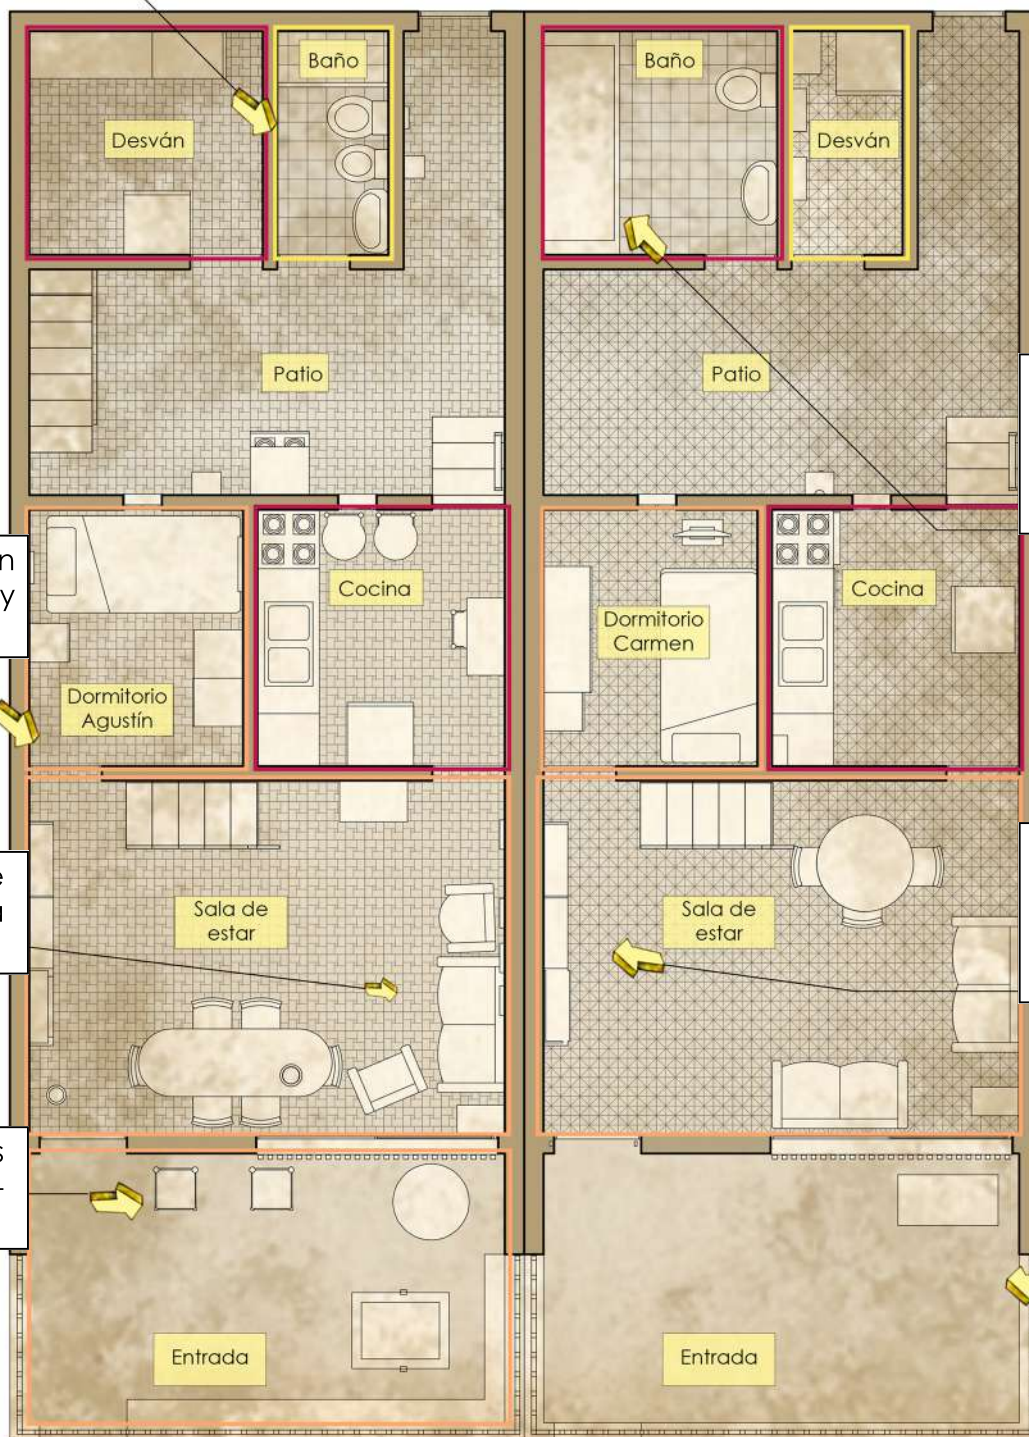 Baño
Baño
Desván
Desván
Patio
Patio
n
y
Cocina
Cocina
Dormitorio
Carmen
Dormitorio
Agustín
Sala de
estar
Sala de
estar
s
Entrada
Entrada